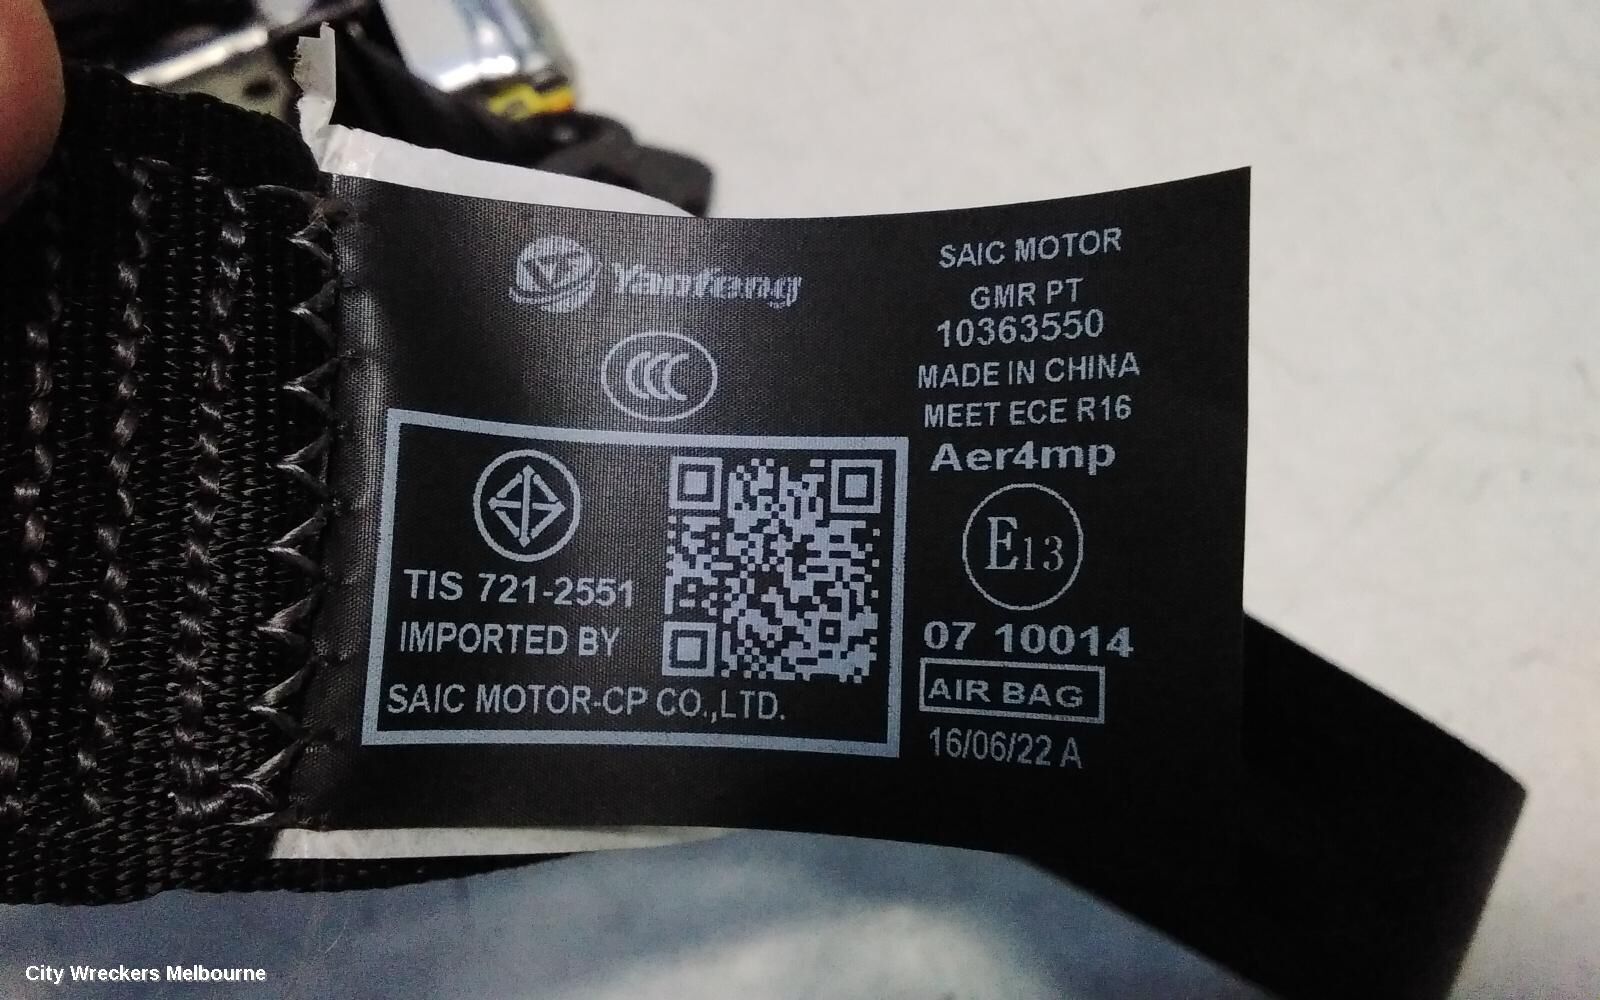 Yanfeng
TIS 721-2551
IMPORTED BY
SAIC MOTOR-CP CO.,LTD.
SAIC MOTOR
GMR PT
10363550
MADE IN CHINA
MEET ECE R16
Aer4mp
E13
07 10014
AIR BAG
16/06/22 A
City Wreckers Melbourne